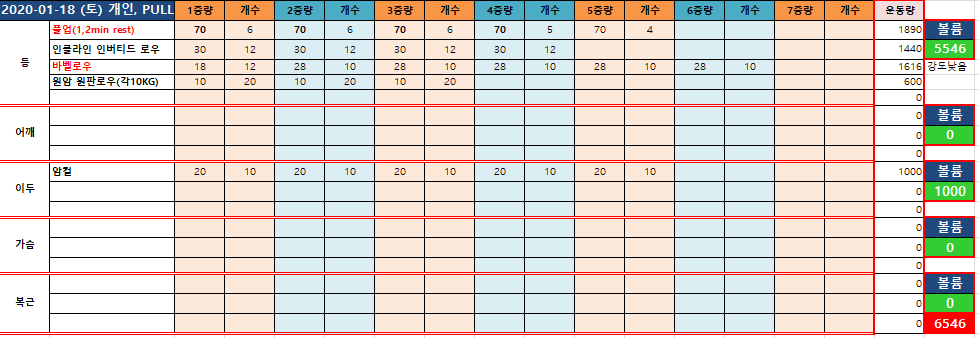 2020-01-18 (토) 개인, PULL 1중량 개수 2중량 개수 3중량 개수 4중량 개수 5중량 개수 6중량 개수 7중량 개수 운동량
풀업(1,2min rest) 70 6 70 6 70 6 70 5 70 4 1890 볼륨
인클라인 인버티드 로우 30 12 30 12 30 12 30 12 1440 5546
등 바벨로우 18 12 28 10 28 10 28 10 28 10 28 10 1616 강도낮음
원암 원판로우(각10KG) 10 20 10 20 10 20 600
0
0 볼륨
어깨 0 0
0
암컬 20 10 20 10 20 10 20 10 20 10 1000 볼륨
이두 0 1000
0
0 볼륨
가슴 0 0
0
0 볼륨
복근 0 0
0 6546